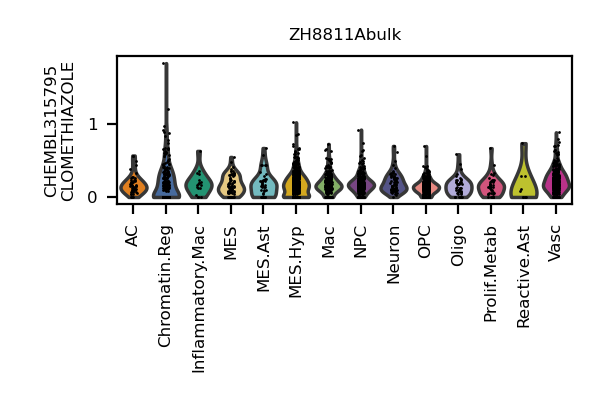 ZH8811Abulk
CHEMBL315795
CLOMETHIAZOLE
1
0
AC
Chromatin.Reg
Inflammatory.Mac
MES
MES.Ast
MES.Hyp
Mac
NPC
Neuron
OPC
Oligo
Prolif.Metab
Reactive.Ast
Vasc